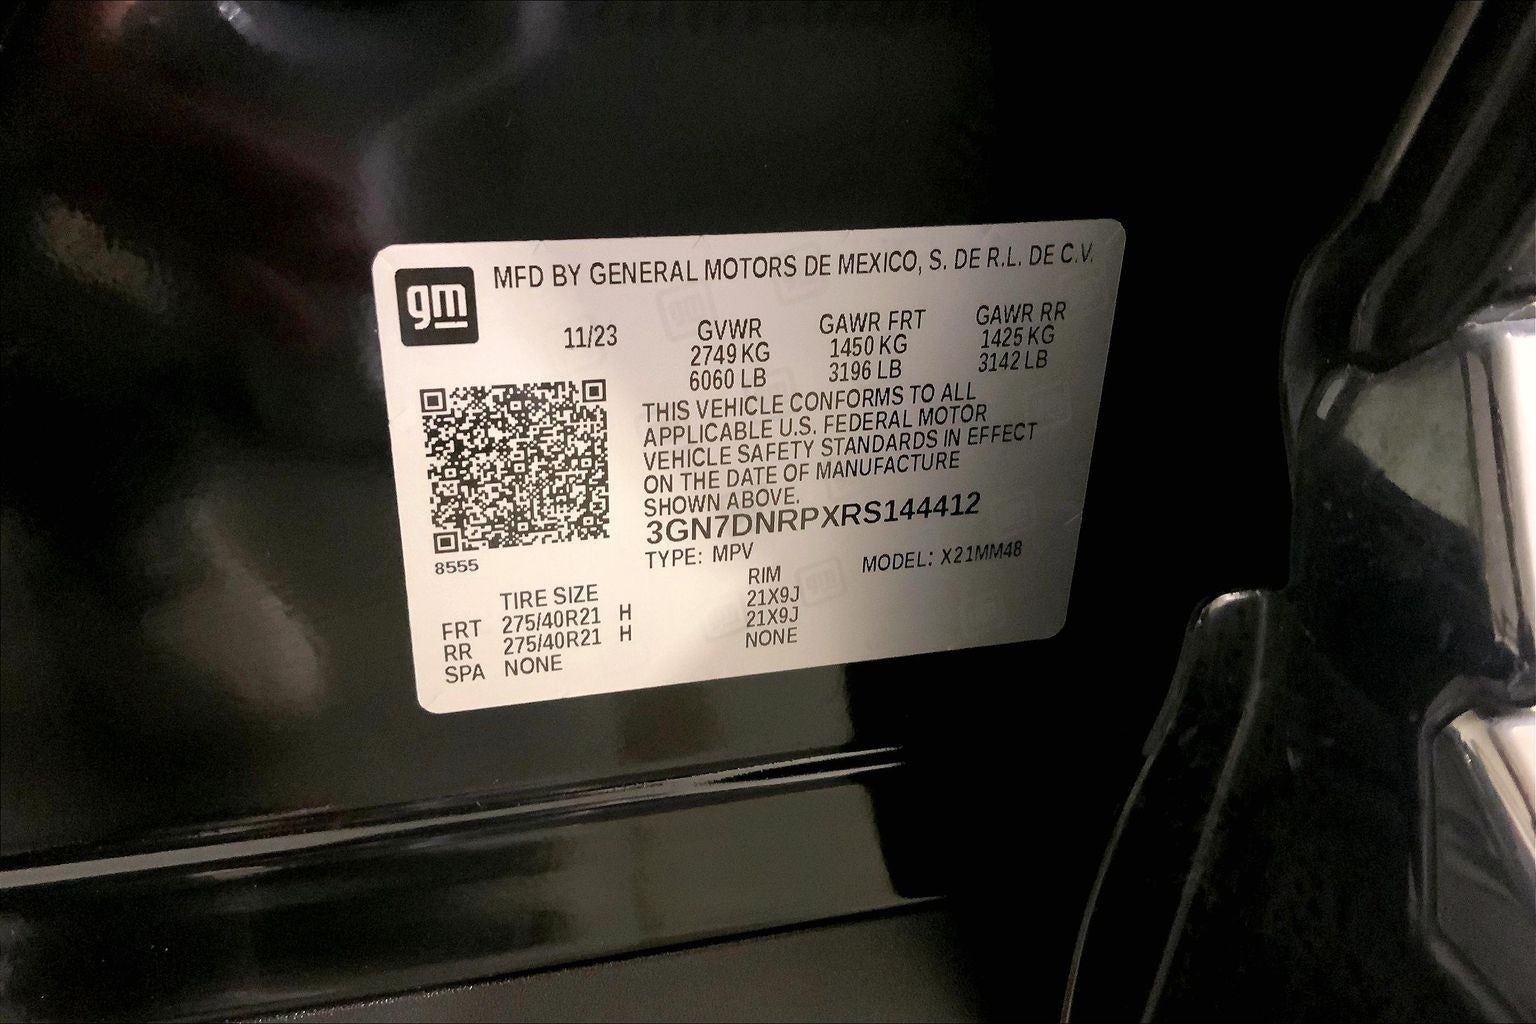 gm
MFD BY GENERAL MOTORS DE MEXICO, S. DE R.L. DE C.V.
11/23 GVWR GAWR FRT GAWR RR
2749 KG 1450 KG 1425 KG
6060 LB 3196 LB 3142 LB
THIS VEHICLE CONFORMS TO ALL
APPLICABLE U.S. FEDERAL MOTOR
VEHICLE SAFETY STANDARDS IN EFFECT
ON THE DATE OF MANUFACTURE
SHOWN ABOVE.
3GN7DNRPXRS144412
8555
TYPE: MPV MODEL: X21MM48
TIRE SIZE RIM
FRT 275/40R21 H 21X9J
RR 275/40R21 H 21X9J
SPA NONE NONE